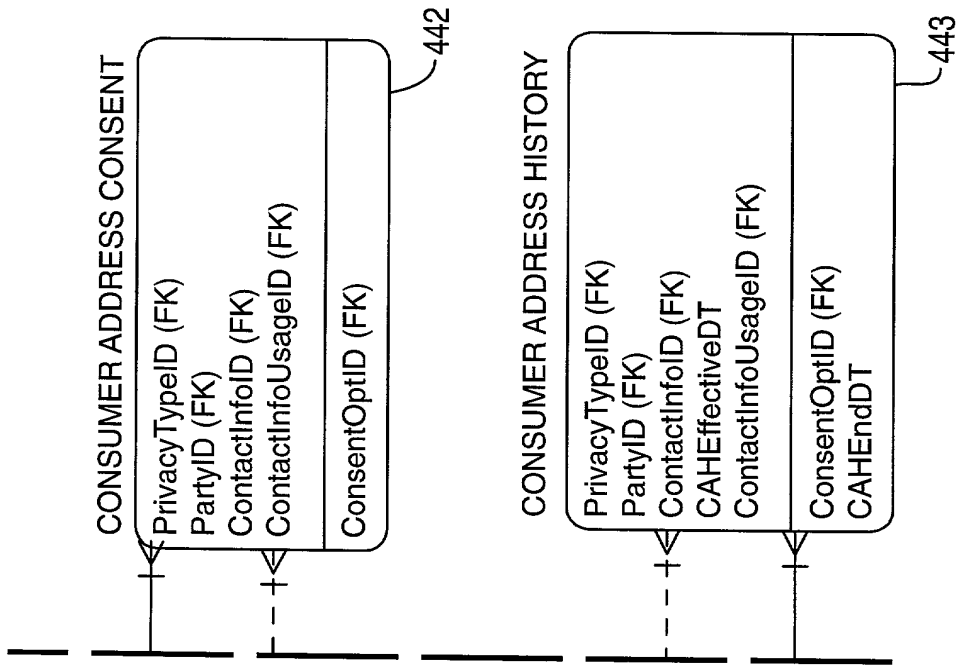 CONSUMER ADDRESS CONSENT
PrivacyTypeID (FK)
PartyID (FK)
ContactInfoID (FK)
ContactInfoUsageID (FK)
ConsentOptID (FK)
442
CONSUMER ADDRESS HISTORY
PrivacyTypeID (FK)
PartyID (FK)
ContactInfoID (FK)
CAHEffectiveDT
ContactInfoUsageID (FK)
ConsentOptID (FK)
CAHEndDT
443